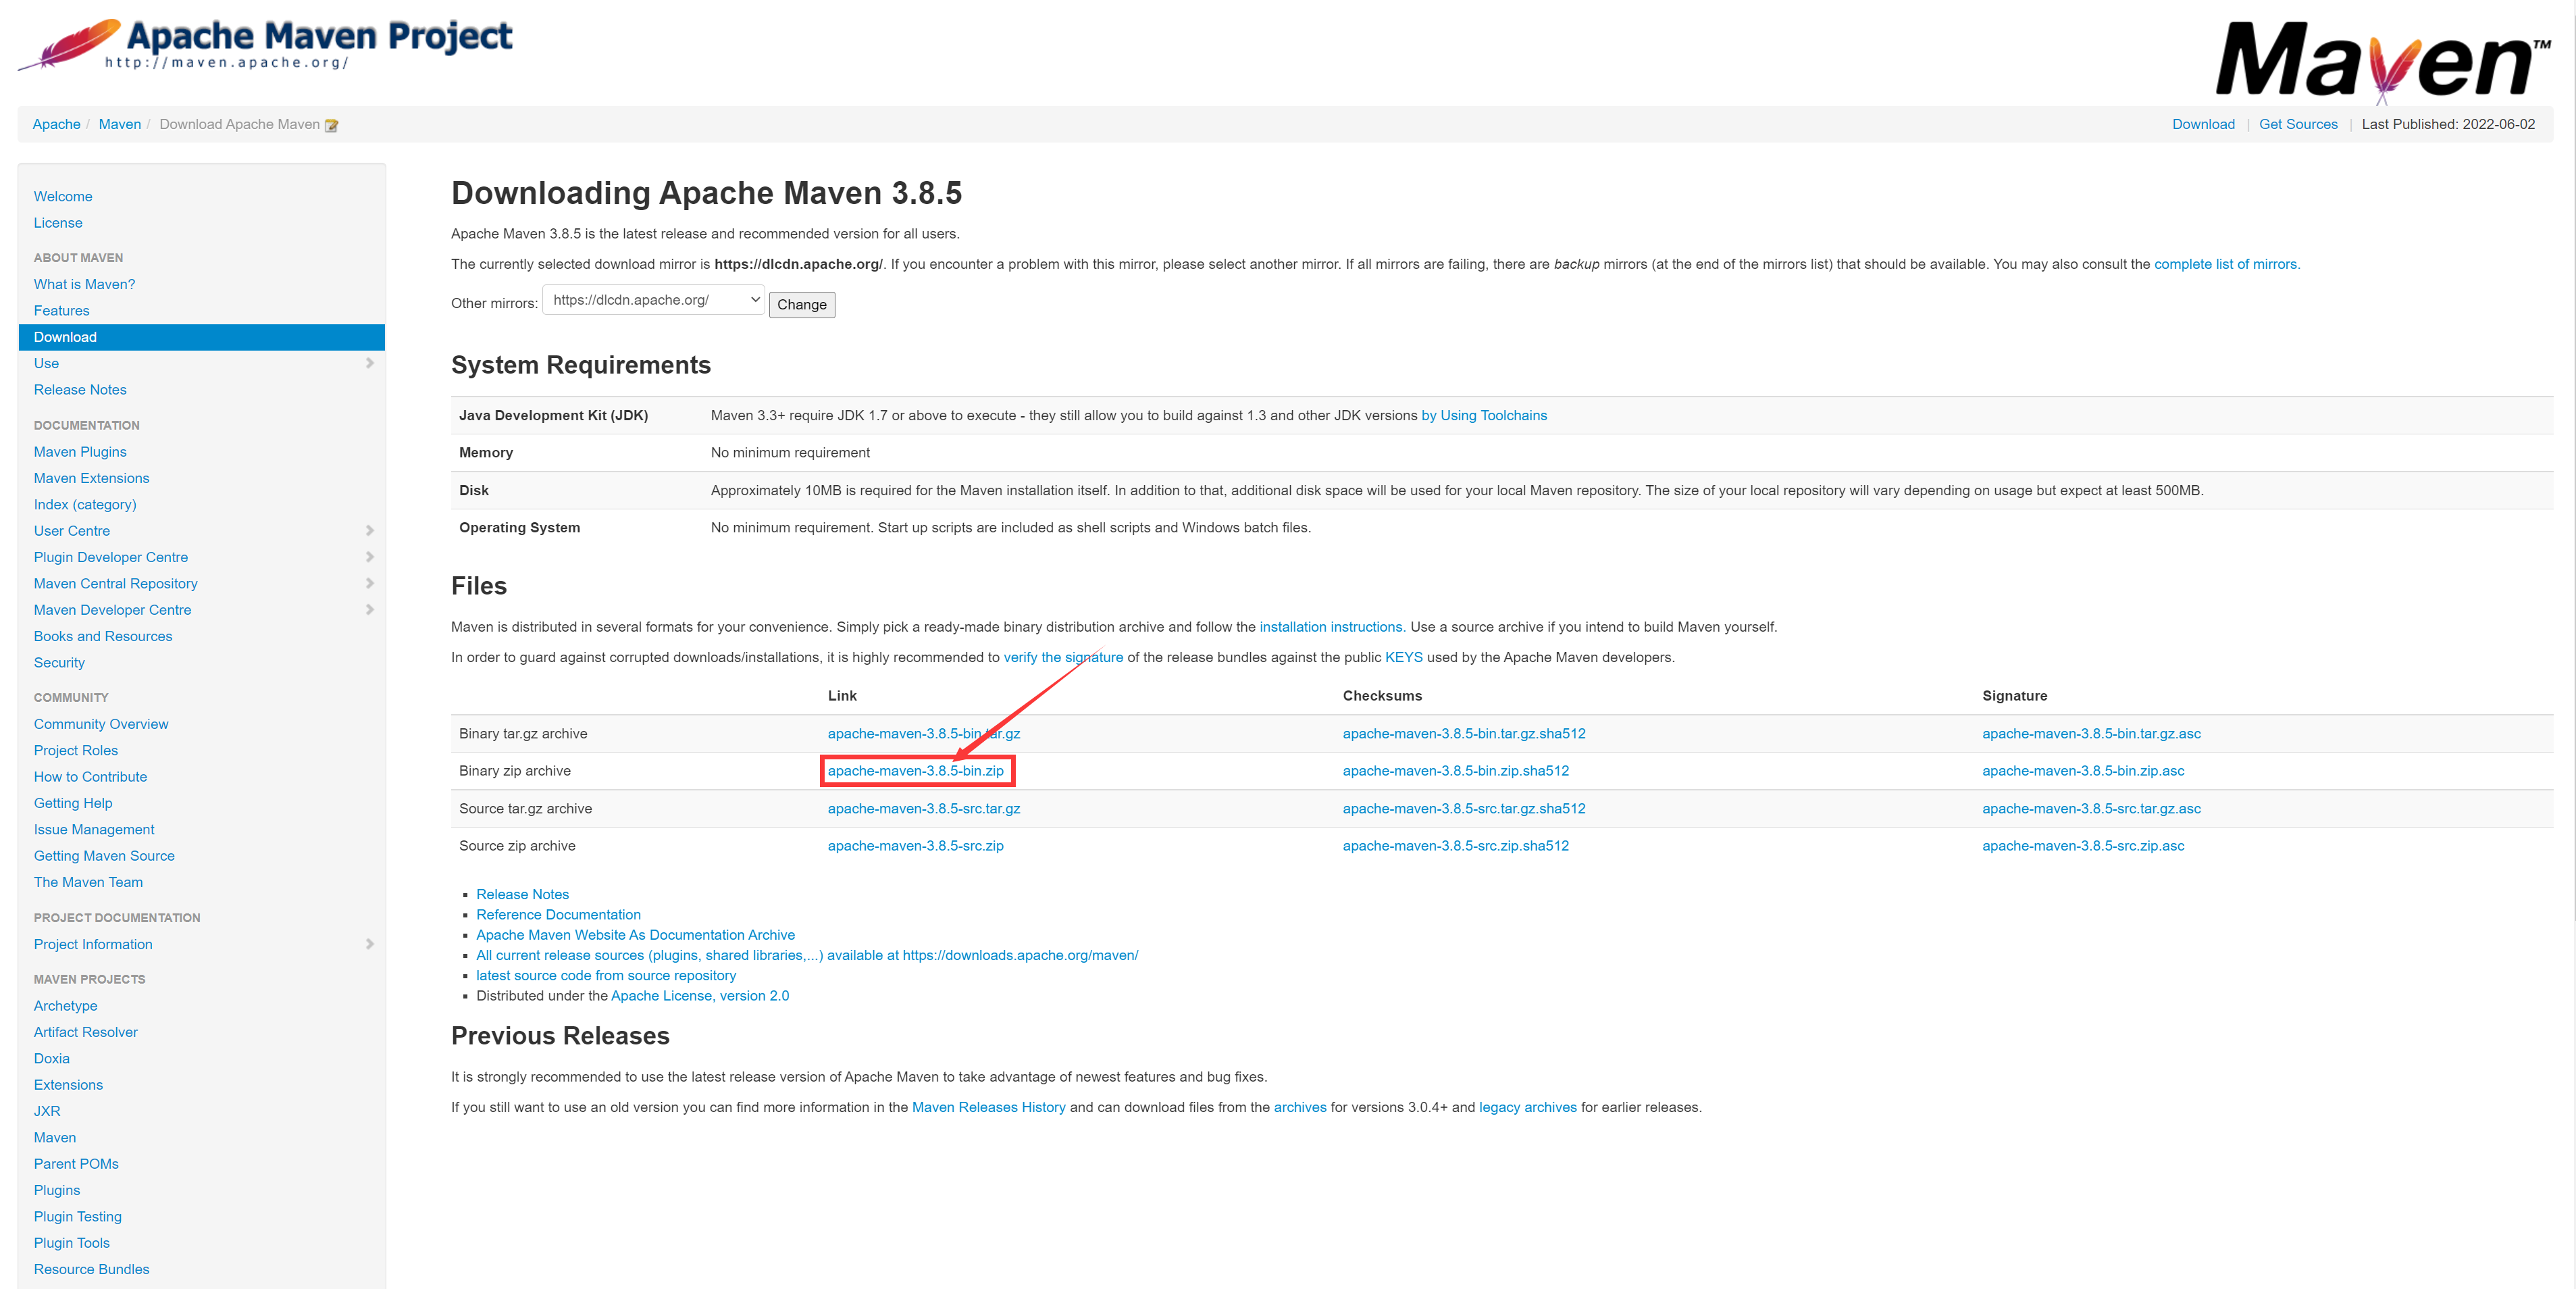 Apache Maven Project
http://maven.apache.org/
Maven™
Apache / Maven / Download Apache Maven
Download | Get Sources | Last Published: 2022-06-02
Welcome
License
ABOUT MAVEN
What is Maven?
Features
Download
Use
Release Notes
DOCUMENTATION
Maven Plugins
Maven Extensions
Index (category)
User Centre
Plugin Developer Centre
Maven Central Repository
Maven Developer Centre
Books and Resources
Security
COMMUNITY
Community Overview
Project Roles
How to Contribute
Getting Help
Issue Management
Getting Maven Source
The Maven Team
PROJECT DOCUMENTATION
Project Information
MAVEN PROJECTS
Archetype
Artifact Resolver
Doxia
Extensions
JXR
Maven
Parent POMs
Plugins
Plugin Testing
Plugin Tools
Resource Bundles
Downloading Apache Maven 3.8.5
Apache Maven 3.8.5 is the latest release and recommended version for all users.
The currently selected download mirror is https://dlcdn.apache.org/. If you encounter a problem with this mirror, please select another mirror. If all mirrors are failing, there are backup mirrors (at the end of the mirrors list) that should be available. You may also consult the complete list of mirrors.
Other mirrors: https://dlcdn.apache.org/ Change
System Requirements
Java Development Kit (JDK) Maven 3.3+ require JDK 1.7 or above to execute - they still allow you to build against 1.3 and other JDK versions by Using Toolchains
Memory No minimum requirement
Disk Approximately 10MB is required for the Maven installation itself. In addition to that, additional disk space will be used for your local Maven repository. The size of your local repository will vary depending on usage but expect at least 500MB.
Operating System No minimum requirement. Start up scripts are included as shell scripts and Windows batch files.
Files
Maven is distributed in several formats for your convenience. Simply pick a ready-made binary distribution archive and follow the installation instructions. Use a source archive if you intend to build Maven yourself.
In order to guard against corrupted downloads/installations, it is highly recommended to verify the signature of the release bundles against the public KEYS used by the Apache Maven developers.
Link Checksums Signature
Binary tar.gz archive apache-maven-3.8.5-bin.tar.gz apache-maven-3.8.5-bin.tar.gz.sha512 apache-maven-3.8.5-bin.tar.gz.asc
Binary zip archive apache-maven-3.8.5-bin.zip apache-maven-3.8.5-bin.zip.sha512 apache-maven-3.8.5-bin.zip.asc
Source tar.gz archive apache-maven-3.8.5-src.tar.gz apache-maven-3.8.5-src.tar.gz.sha512 apache-maven-3.8.5-src.tar.gz.asc
Source zip archive apache-maven-3.8.5-src.zip apache-maven-3.8.5-src.zip.sha512 apache-maven-3.8.5-src.zip.asc
Release Notes
Reference Documentation
Apache Maven Website As Documentation Archive
All current release sources (plugins, shared libraries,...) available at https://downloads.apache.org/maven/
latest source code from source repository
Distributed under the Apache License, version 2.0
Previous Releases
It is strongly recommended to use the latest release version of Apache Maven to take advantage of newest features and bug fixes.
If you still want to use an old version you can find more information in the Maven Releases History and can download files from the archives for versions 3.0.4+ and legacy archives for earlier releases.